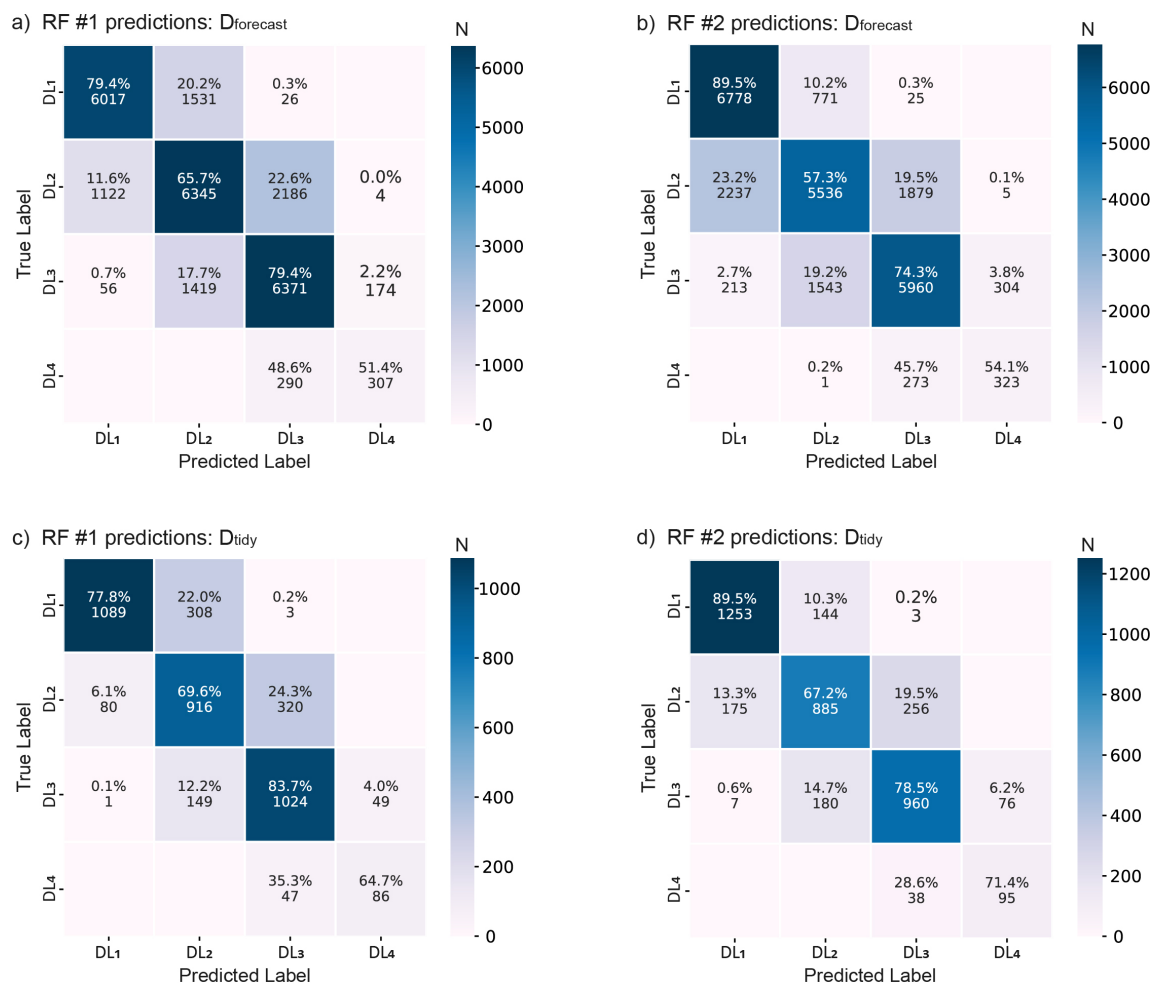 a) RF #1 predictions: Dforecast
N
79.4%
6017
20.2%
1531
0.3%
26
11.6%
1122
65.7%
6345
22.6%
2186
0.0%
4
0.7%
56
17.7%
1419
79.4%
6371
2.2%
174
48.6%
290
51.4%
307
DL1
DL2
DL3
DL4
True Label
DL1
DL2
DL3
DL4
Predicted Label
6000
5000
4000
3000
2000
1000
0
b) RF #2 predictions: Dforecast
N
89.5%
6778
10.2%
771
0.3%
25
23.2%
2237
57.3%
5536
19.5%
1879
0.1%
5
2.7%
213
19.2%
1543
74.3%
5960
3.8%
304
0.2%
1
45.7%
273
54.1%
323
DL1
DL2
DL3
DL4
True Label
DL1
DL2
DL3
DL4
Predicted Label
6000
5000
4000
3000
2000
1000
0
c) RF #1 predictions: Dtidy
N
77.8%
1089
22.0%
308
0.2%
3
6.1%
80
69.6%
916
24.3%
320
0.1%
1
12.2%
149
83.7%
1024
4.0%
49
35.3%
47
64.7%
86
DL1
DL2
DL3
DL4
True Label
DL1
DL2
DL3
DL4
Predicted Label
1000
800
600
400
200
0
d) RF #2 predictions: Dtidy
N
89.5%
1253
10.3%
144
0.2%
3
13.3%
175
67.2%
885
19.5%
256
0.6%
7
14.7%
180
78.5%
960
6.2%
76
28.6%
38
71.4%
95
DL1
DL2
DL3
DL4
True Label
DL1
DL2
DL3
DL4
Predicted Label
1200
1000
800
600
400
200
0